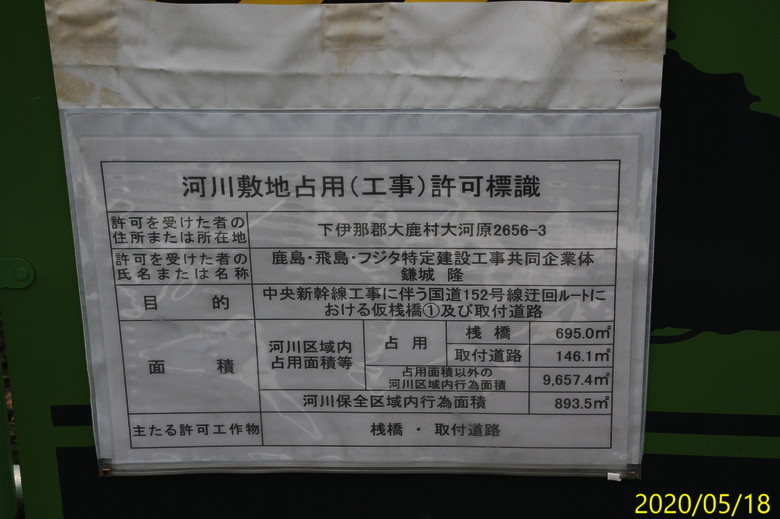 河川敷地占用(工事)許可標識
許可を受けた者の
住所または所在地
下伊那郡大鹿村大河原2656-3
許可を受けた者の
氏名または名称
鹿島・飛島・フジタ特定建設工事共同企業体
鎌城 隆
目 的
中央新幹線工事に伴う国道152号線迂回ルートに
おける仮桟橋①及び取付道路
面 積
河川区域内
占用面積等
占 用
桟 橋
695.0㎡
取付道路
146.1㎡
占用面積以外の
河川区域内行為面積
9,657.4㎡
河川保全区域内行為面積
893.5㎡
主たる許可工作物
桟橋 ・ 取付道路
2020/05/18